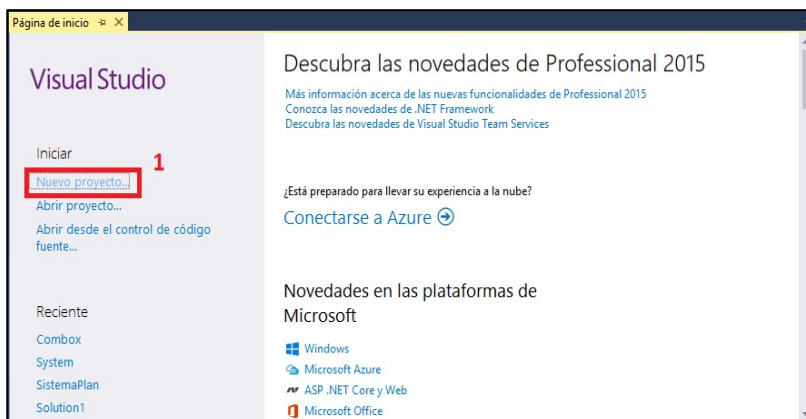 Página de inicio
Visual Studio
Iniciar
1
Nuevo proyecto...
Abrir proyecto...
Abrir desde el control de código
fuente...
Reciente
Combox
System
SistemaPlan
Solution1
Descubra las novedades de Professional 2015
Más información acerca de las nuevas funcionalidades de Professional 2015
Conozca las novedades de .NET Framework
Descubra las novedades de Visual Studio Team Services
¿Está preparado para llevar su experiencia a la nube?
Conectarse a Azure
Novedades en las plataformas de
Microsoft
Windows
Microsoft Azure
ASP .NET Core y Web
Microsoft Office